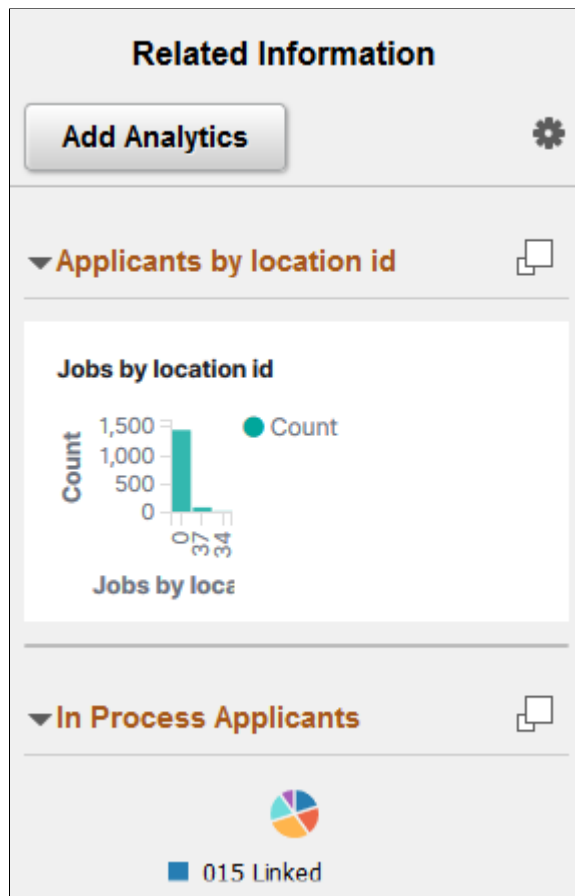 Related Information
Add Analytics
Applicants by location id
Jobs by location id
Count
1,500
1,000
500
0
Count
0
37
34
Jobs by loca
In Process Applicants
015 Linked